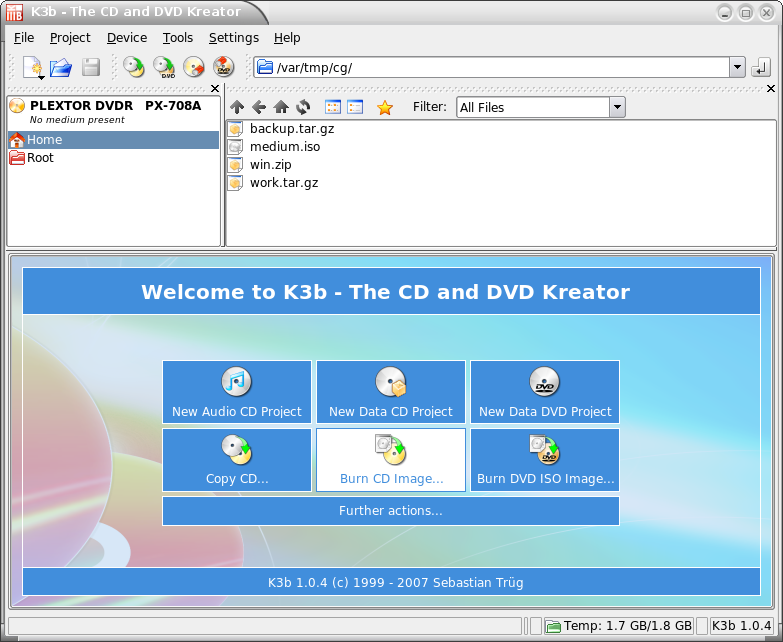 K3b - The CD and DVD Kreator
File Project Device Tools Settings Help
/var/tmp/cg/
PLEXTOR DVDR PX-708A
No medium present
Home
Root
Filter: All Files
backup.tar.gz
medium.iso
win.zip
work.tar.gz
Welcome to K3b - The CD and DVD Kreator
New Audio CD Project New Data CD Project New Data DVD Project
Copy CD... Burn CD Image... Burn DVD ISO Image...
Further actions...
K3b 1.0.4 (c) 1999 - 2007 Sebastian Trüg
Temp: 1.7 GB/1.8 GB K3b 1.0.4